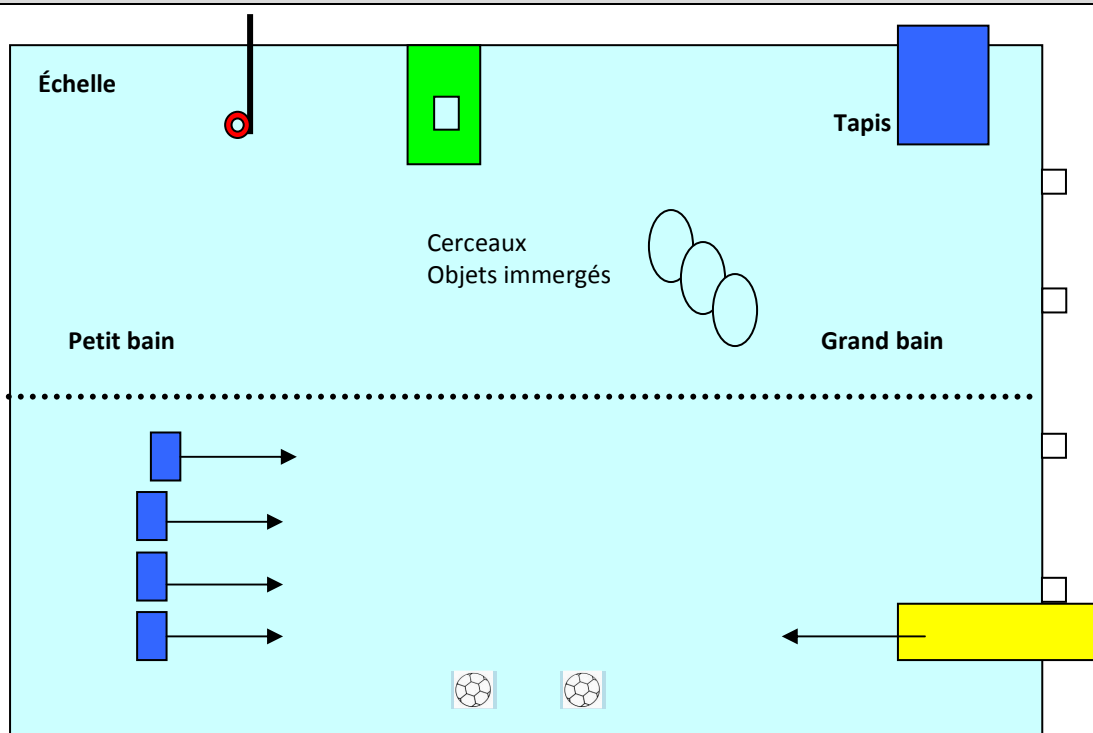 Échelle
Tapis
Cerceaux
Objets immergés
Petit bain
Grand bain